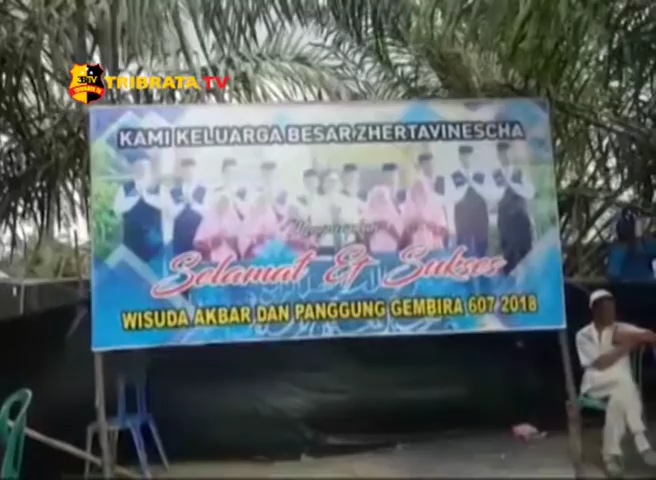 TRIBRATA TV
KAMI KELUARGA BESAR ZHERTAVINESCHA
Selamat & Sukses
WISUDA AKBAR DAN PANGGUNG GEMBIRA 607 2018